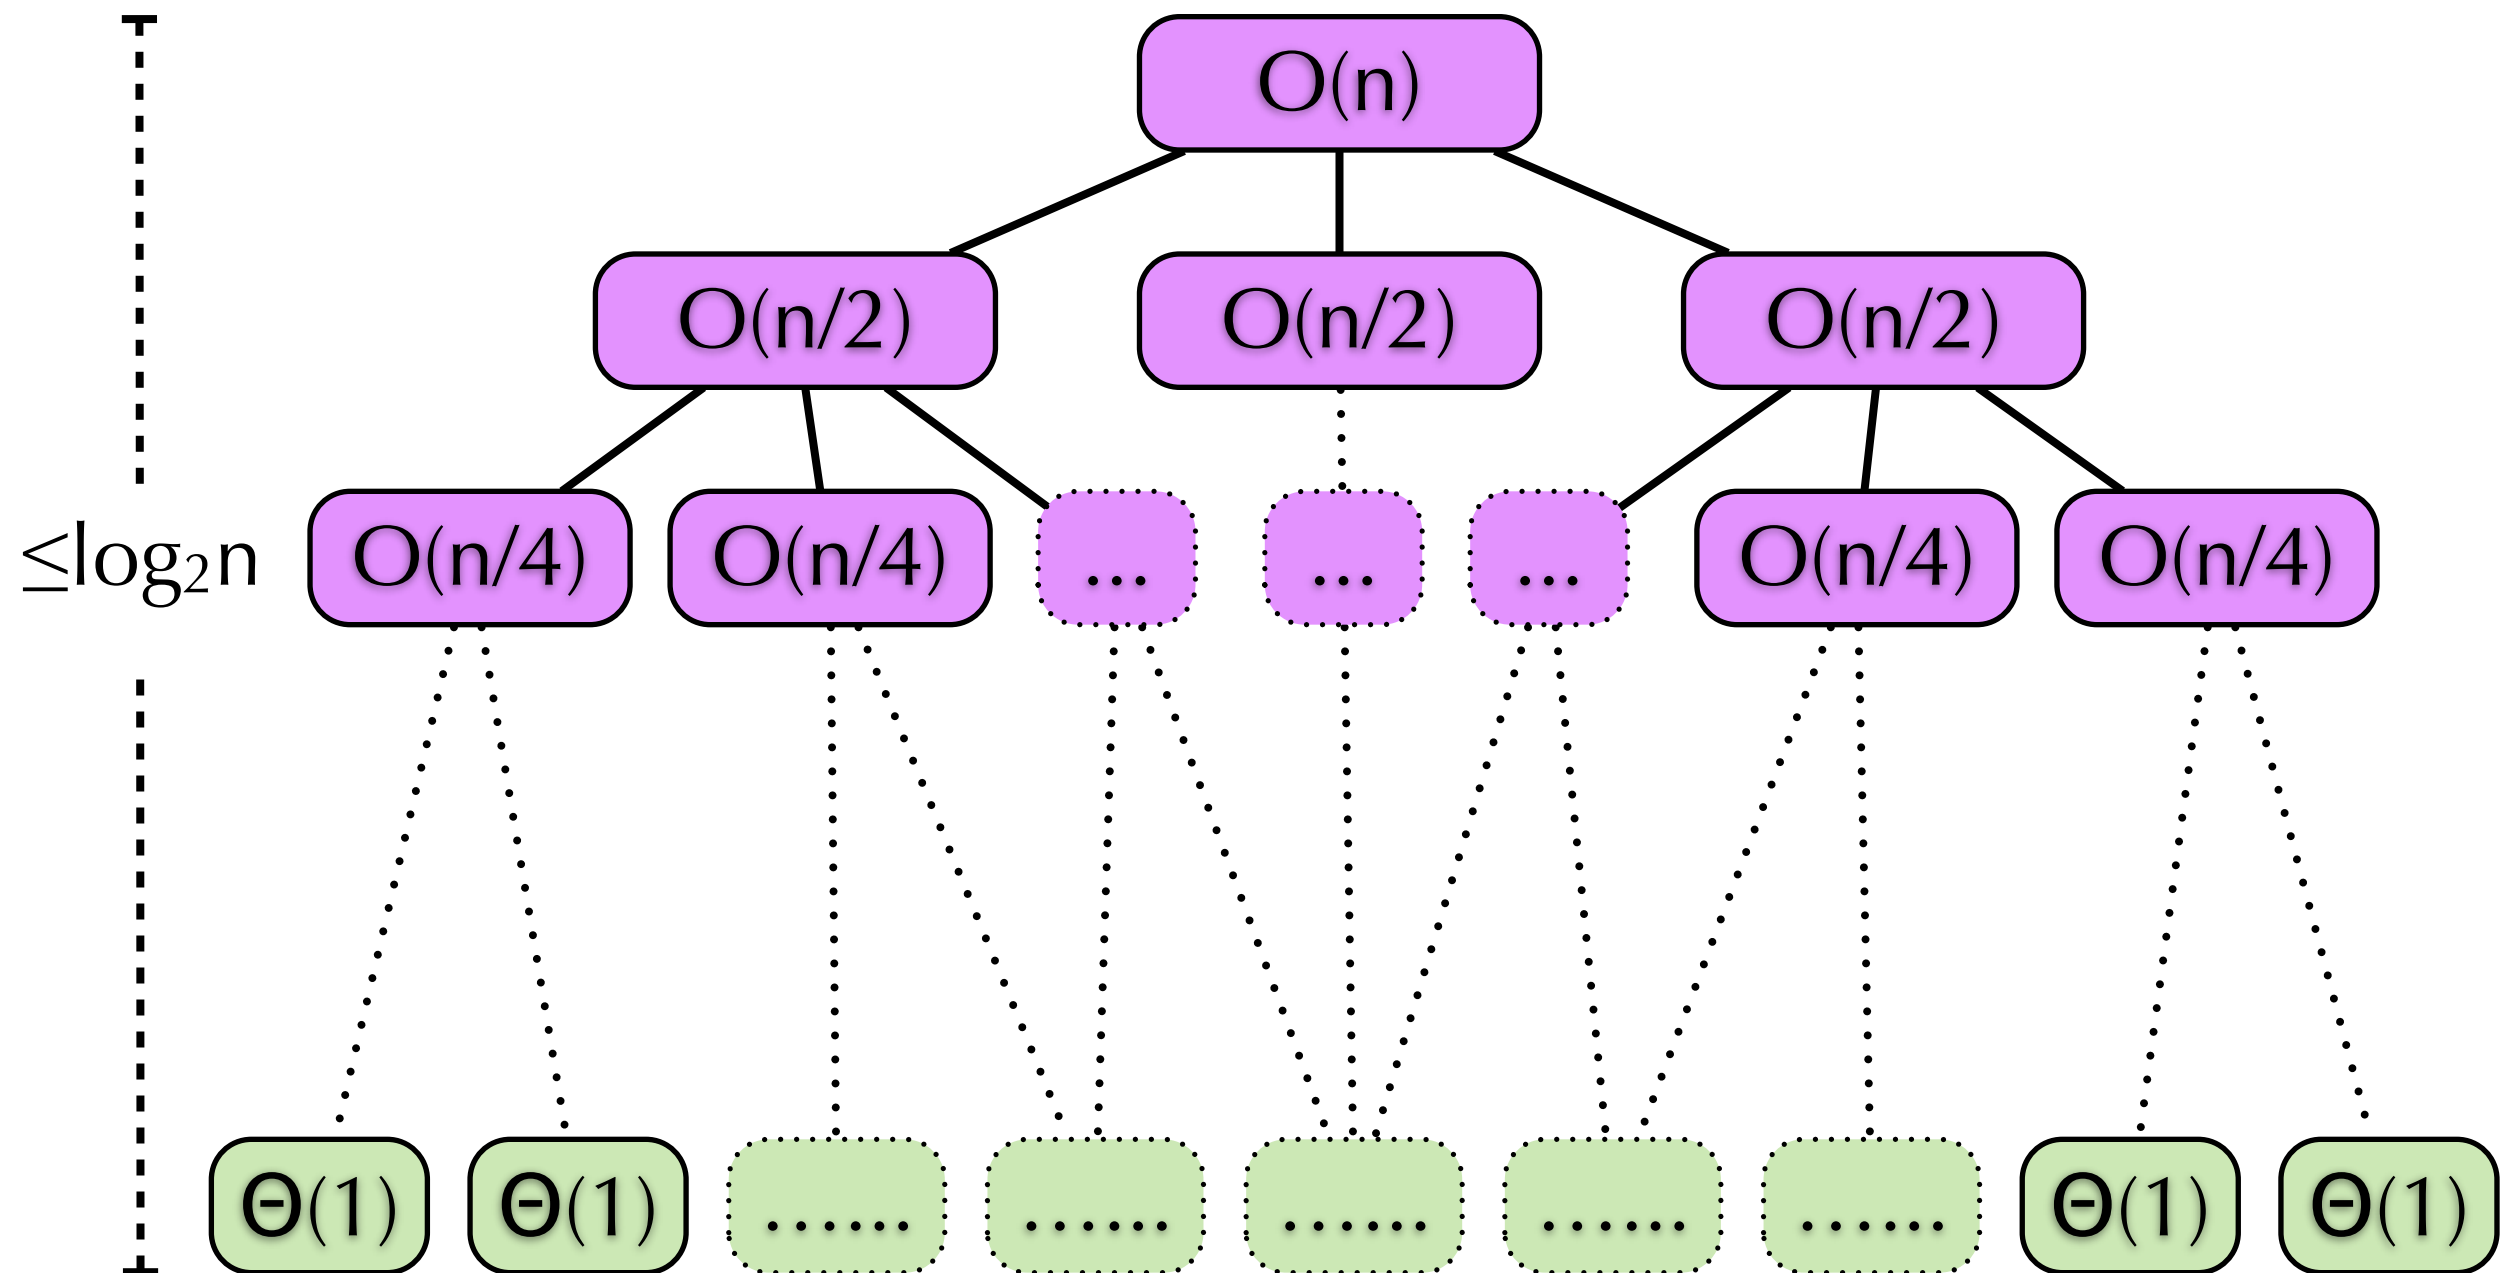 O(n)
O(n/2) O(n/2) O(n/2)
≤log₂n O(n/4) O(n/4) ... ... ... O(n/4) O(n/4)
Θ(1) Θ(1) ...... ...... ...... ...... ...... Θ(1) Θ(1)